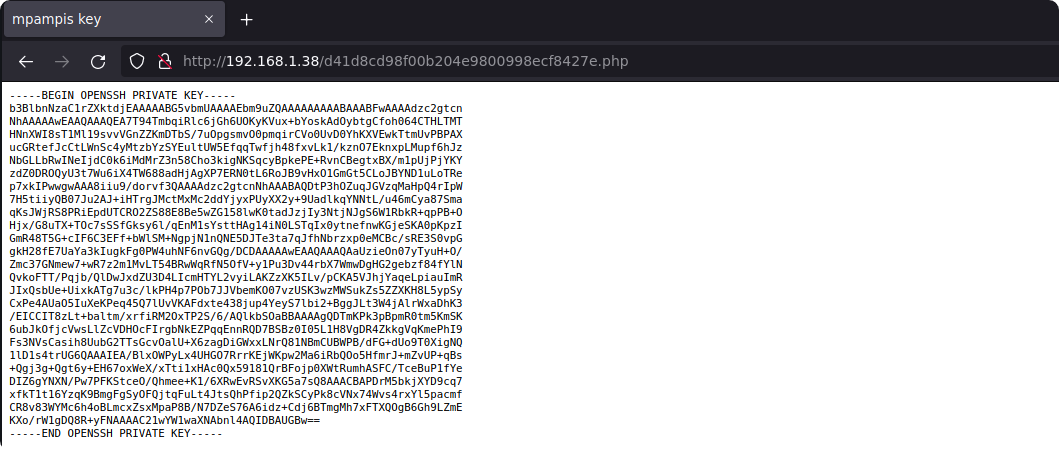 mpampis key
http://192.168.1.38/d41d8cd98f00b204e9800998ecf8427e.php
-----BEGIN OPENSSH PRIVATE KEY-----
b3BlbnNzaC1rZXktdjEAAAAABG5vbmUAAAAEbm9uZQAAAAAAAAABAAABFwAAAAdzc2gtcn
NhAAAAAwEAAQAAAQEA7T94TmbqiRlc6jGh6UOKyKVux+bYoskAdOybtgCfoh064CTHLTMT
HNnXWI8sT1Ml19svvVGnZZKmDTbS/7uOpgsmvO0pmqirCVo0UvD0YhKXVEwkTtmUvPBPAX
ucGRtefJcCtLWnSc4yMtzbYzSYEultUW5EfqqTwfjh48fxvLk1/kznO7EknxpLMupf6hJz
NbGLLbRwINeIjdC0k6iMdMrZ3n58Cho3kigNKSqcyBpkePE+RvnCBegtxBX/m1pUjPjYKY
zdZ0DROQyU3t7Wu6iX4TW688adHjAgXP7ERN0tL6RoJB9vHxO1GmGt5CLoJBYND1uLoTRe
p7xkIPwwgwAAA8iiu9/dorvf3QAAAAdzc2gtcnNhAAABAQDtP3hOZuqJGVzqMaHpQ4rIpW
7H5tiiyQB07Ju2AJ+iHTrgJMctMxMc2ddYjyxPUyXX2y+9UadlkqYNNtL/u46mCya87Sma
qKsJWjRS8PRiEpdUTCRO2ZS88E8Be5wZG158lwK0tadJzjIy3NtjNJgS6W1RbkR+qpPB+O
Hjx/G8uTX+TOc7sSSfGksy6l/qEnM1sYsttHAg14iN0LSTqIx0ytnefnwKGjeSKA0pKpzI
GmR48T5G+cIF6C3EFf+bWlSM+NgpjN1nQNE5DJTe3ta7qJfhNbrzxp0eMCBc/sRE3S0vpG
gkH28fE7UaYa3kIugkFg0PW4uhNF6nvGQg/DCDAAAAAwEAAQAAAQAaUzieOn07yTyuH+O/
Zmc37GNmew7+wR7z2m1MvLT54BRwWqRfN5OfV+y1Pu3Dv44rbX7WmwDgHG2gebzf84fYlN
QvkoFTT/Pqjb/QlDwJxdZU3D4LIcmHTYL2vyiLAKZzXK5ILv/pCKA5VJhjYaqeLpiauImR
JIxQsbUe+UixkATg7u3c/lkPH4p7POb7JJVbemKO07vzUSK3wzMWSukZs5ZZXKH8L5ypSy
CxPe4AUaO5IuXeKPeq45Q7lUvVKAFdxte438jup4YeyS7lbi2+BggJLt3W4jAlrWxaDhK3
/EICCIT8zLt+baltm/xrfiRM2OxTP2S/6/AQlkbSOaBBAAAAgQDTmKPk3pBpmR0tm5KmSK
6ubJkOfjcVwsLlZcVDHOcFIrgbNkEZPqqEnnRQD7BSBz0I05L1H8VgDR4ZkkgVqKmePhI9
Fs3NVsCasih8UubG2TTsGcvOalU+X6zagDiGWxxLNrQ81NBmCUBWPB/dFG+dUo9T0XigNQ
1lD1s4trUG6QAAAIEA/BlxOWPyLx4UHGO7RrrKEjWKpw2Ma6iRbQOo5HfmrJ+mZvUP+qBs
+Qgj3g+Qgt6y+EH67oxWeX/xTti1xHAc0Qx59181QrBFojp0XWtRumhASFC/TceBuP1fYe
DIZ6gYNXN/Pw7PFKStceO/Qhmee+K1/6XRwEvRSvXKG5a7sQ8AAACBAPDrM5bkjXYD9cq7
xfkT1t16YzqK9BmgFgSyOFQjtqFuLt4JtsQhPfip2QZkSCyPk8cVNx74Wvs4rxYl5pacmf
CR8v83WYMc6h4oBLmcxZsxMpaP8B/N7DZeS76A6idz+Cdj6BTmgMh7xFTXQOgB6Gh9LZmE
KXo/rW1gDQ8R+yFNAAAAC21wYW1waXNAbnl4AQIDBAUGBw==
-----END OPENSSH PRIVATE KEY-----